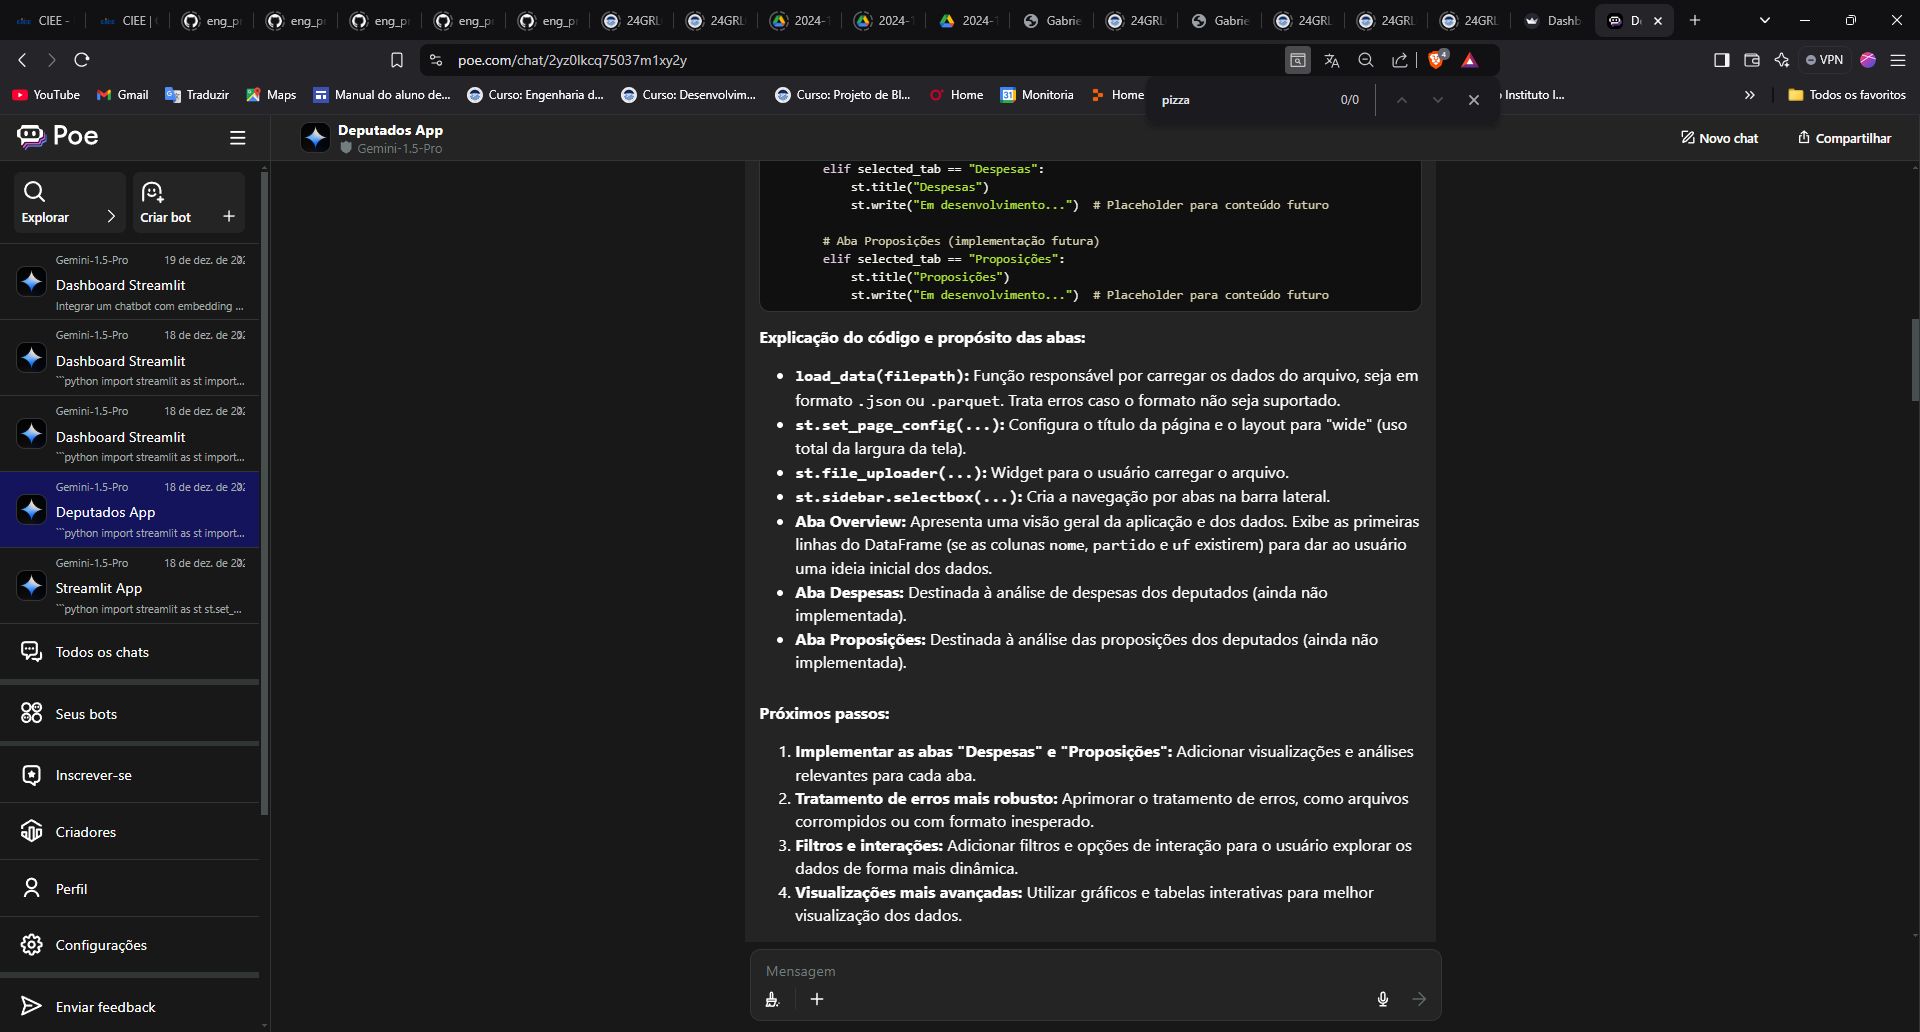 CIEE -
CIEE |
eng_p
eng_p
eng_p
eng_p
eng_p
24GRL
24GRL
2024-1
2024-1
2024-1
Gabrie
24GRL
Gabrie
24GRL
24GRL
24GRL
Dashb
D
poe.com/chat/2yz0lkcq75037m1xy2y
4
VPN
YouTube
Gmail
Traduzir
Maps
Manual do aluno de...
Curso: Engenharia d...
Curso: Desenvolvim...
Curso: Projeto de Bl...
Home
31 Monitoria
Home
Instituto I...
Todos os favoritos
pizza
0/0
Poe
Deputados App
Gemini-1.5-Pro
Novo chat
Compartilhar
Explorar
Criar bot
Gemini-1.5-Pro 19 de dez. de 202
Dashboard Streamlit
Integrar um chatbot com embedding ...
Gemini-1.5-Pro 18 de dez. de 202
Dashboard Streamlit
```python import streamlit as st import...
Gemini-1.5-Pro 18 de dez. de 202
Dashboard Streamlit
```python import streamlit as st import...
Gemini-1.5-Pro 18 de dez. de 202
Deputados App
```python import streamlit as st import...
Gemini-1.5-Pro 18 de dez. de 202
Streamlit App
```python import streamlit as st st.set_...
Todos os chats
Seus bots
Inscrever-se
Criadores
Perfil
Configurações
Enviar feedback
elif selected_tab == "Despesas":
st.title("Despesas")
st.write("Em desenvolvimento...") # Placeholder para conteúdo futuro
# Aba Proposições (implementação futura)
elif selected_tab == "Proposições":
st.title("Proposições")
st.write("Em desenvolvimento...") # Placeholder para conteúdo futuro
Explicação do código e propósito das abas:
• load_data(filepath): Função responsável por carregar os dados do arquivo, seja em
formato .json ou .parquet. Trata erros caso o formato não seja suportado.
• st.set_page_config(...): Configura o título da página e o layout para "wide" (uso
total da largura da tela).
• st.file_uploader(...): Widget para o usuário carregar o arquivo.
• st.sidebar.selectbox(...): Cria a navegação por abas na barra lateral.
• Aba Overview: Apresenta uma visão geral da aplicação e dos dados. Exibe as primeiras
linhas do DataFrame (se as colunas nome, partido e uf existirem) para dar ao usuário
uma ideia inicial dos dados.
• Aba Despesas: Destinada à análise de despesas dos deputados (ainda não
implementada).
• Aba Proposições: Destinada à análise das proposições dos deputados (ainda não
implementada).
Próximos passos:
1. Implementar as abas "Despesas" e "Proposições": Adicionar visualizações e análises
relevantes para cada aba.
2. Tratamento de erros mais robusto: Aprimorar o tratamento de erros, como arquivos
corrompidos ou com formato inesperado.
3. Filtros e interações: Adicionar filtros e opções de interação para o usuário explorar os
dados de forma mais dinâmica.
4. Visualizações mais avançadas: Utilizar gráficos e tabelas interativas para melhor
visualização dos dados.
Mensagem